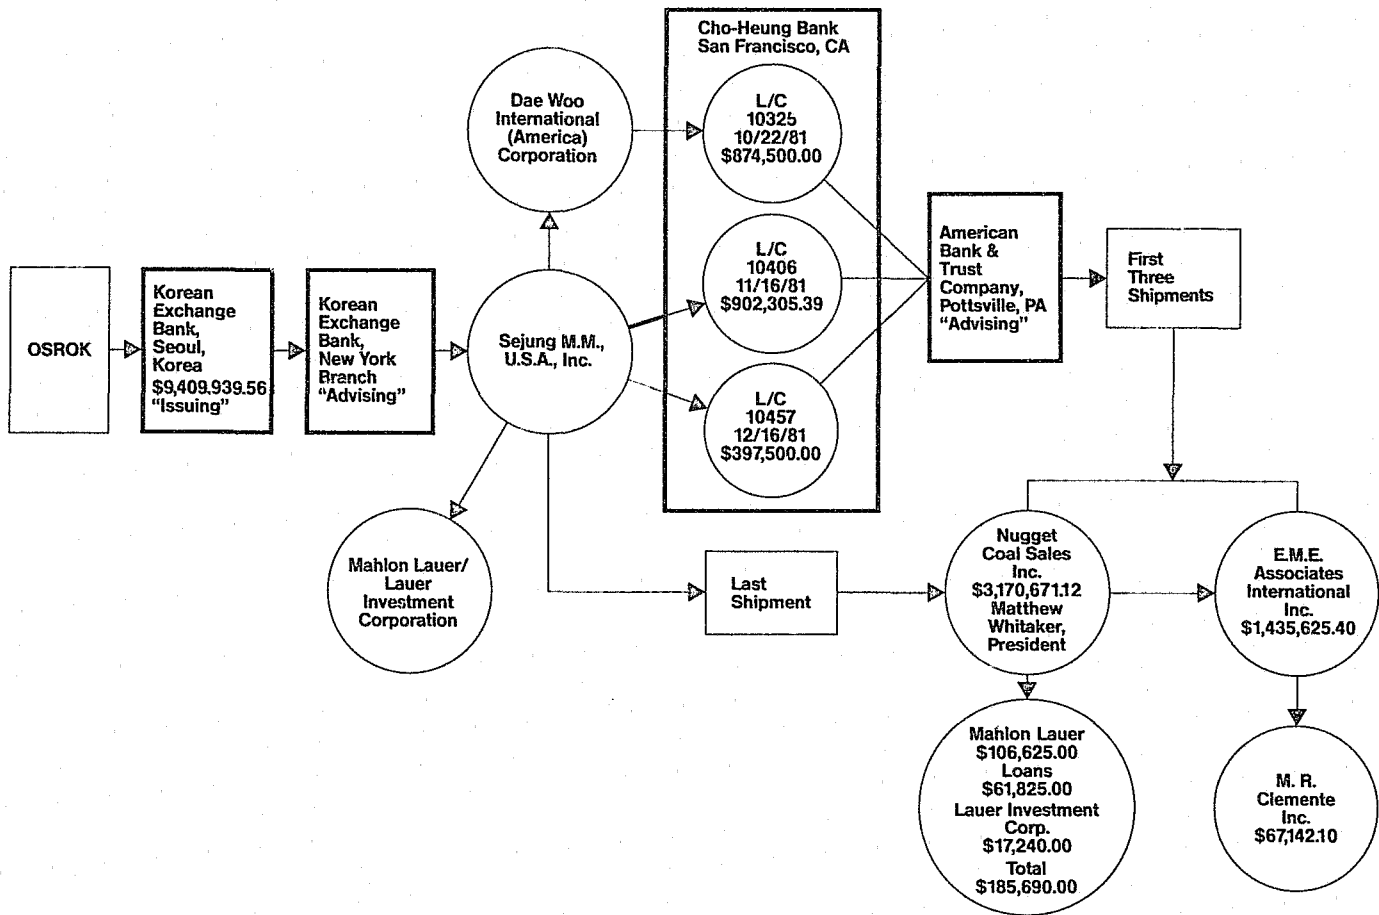 Cho-Heung Bank
San Francisco, CA
Dae Woo
International
(America)
Corporation
L/C
10325
10/22/81
$874,500.00
L/C
10406
11/16/81
$902,305.39
L/C
10457
12/16/81
$397,500.00
American
Bank &
Trust
Company,
Pottsville, PA
“Advising”
First
Three
Shipments
OSROK
Korean
Exchange
Bank,
Seoul,
Korea
$9,409.939.56
“Issuing”
Korean
Exchange
Bank,
New York
Branch
“Advising”
Sejung M.M.,
U.S.A., Inc.
Mahlon Lauer/
Lauer
Investment
Corporation
Last
Shipment
Nugget
Coal Sales
Inc.
$3,170,671.12
Matthew
Whitaker,
President
E.M.E.
Associates
International
Inc.
$1,435,625.40
Mahlon Lauer
$106,625.00
Loans
$61,825.00
Lauer Investment
Corp.
$17,240.00
Total
$185,690.00
M. R.
Clemente
Inc.
$67,142.10